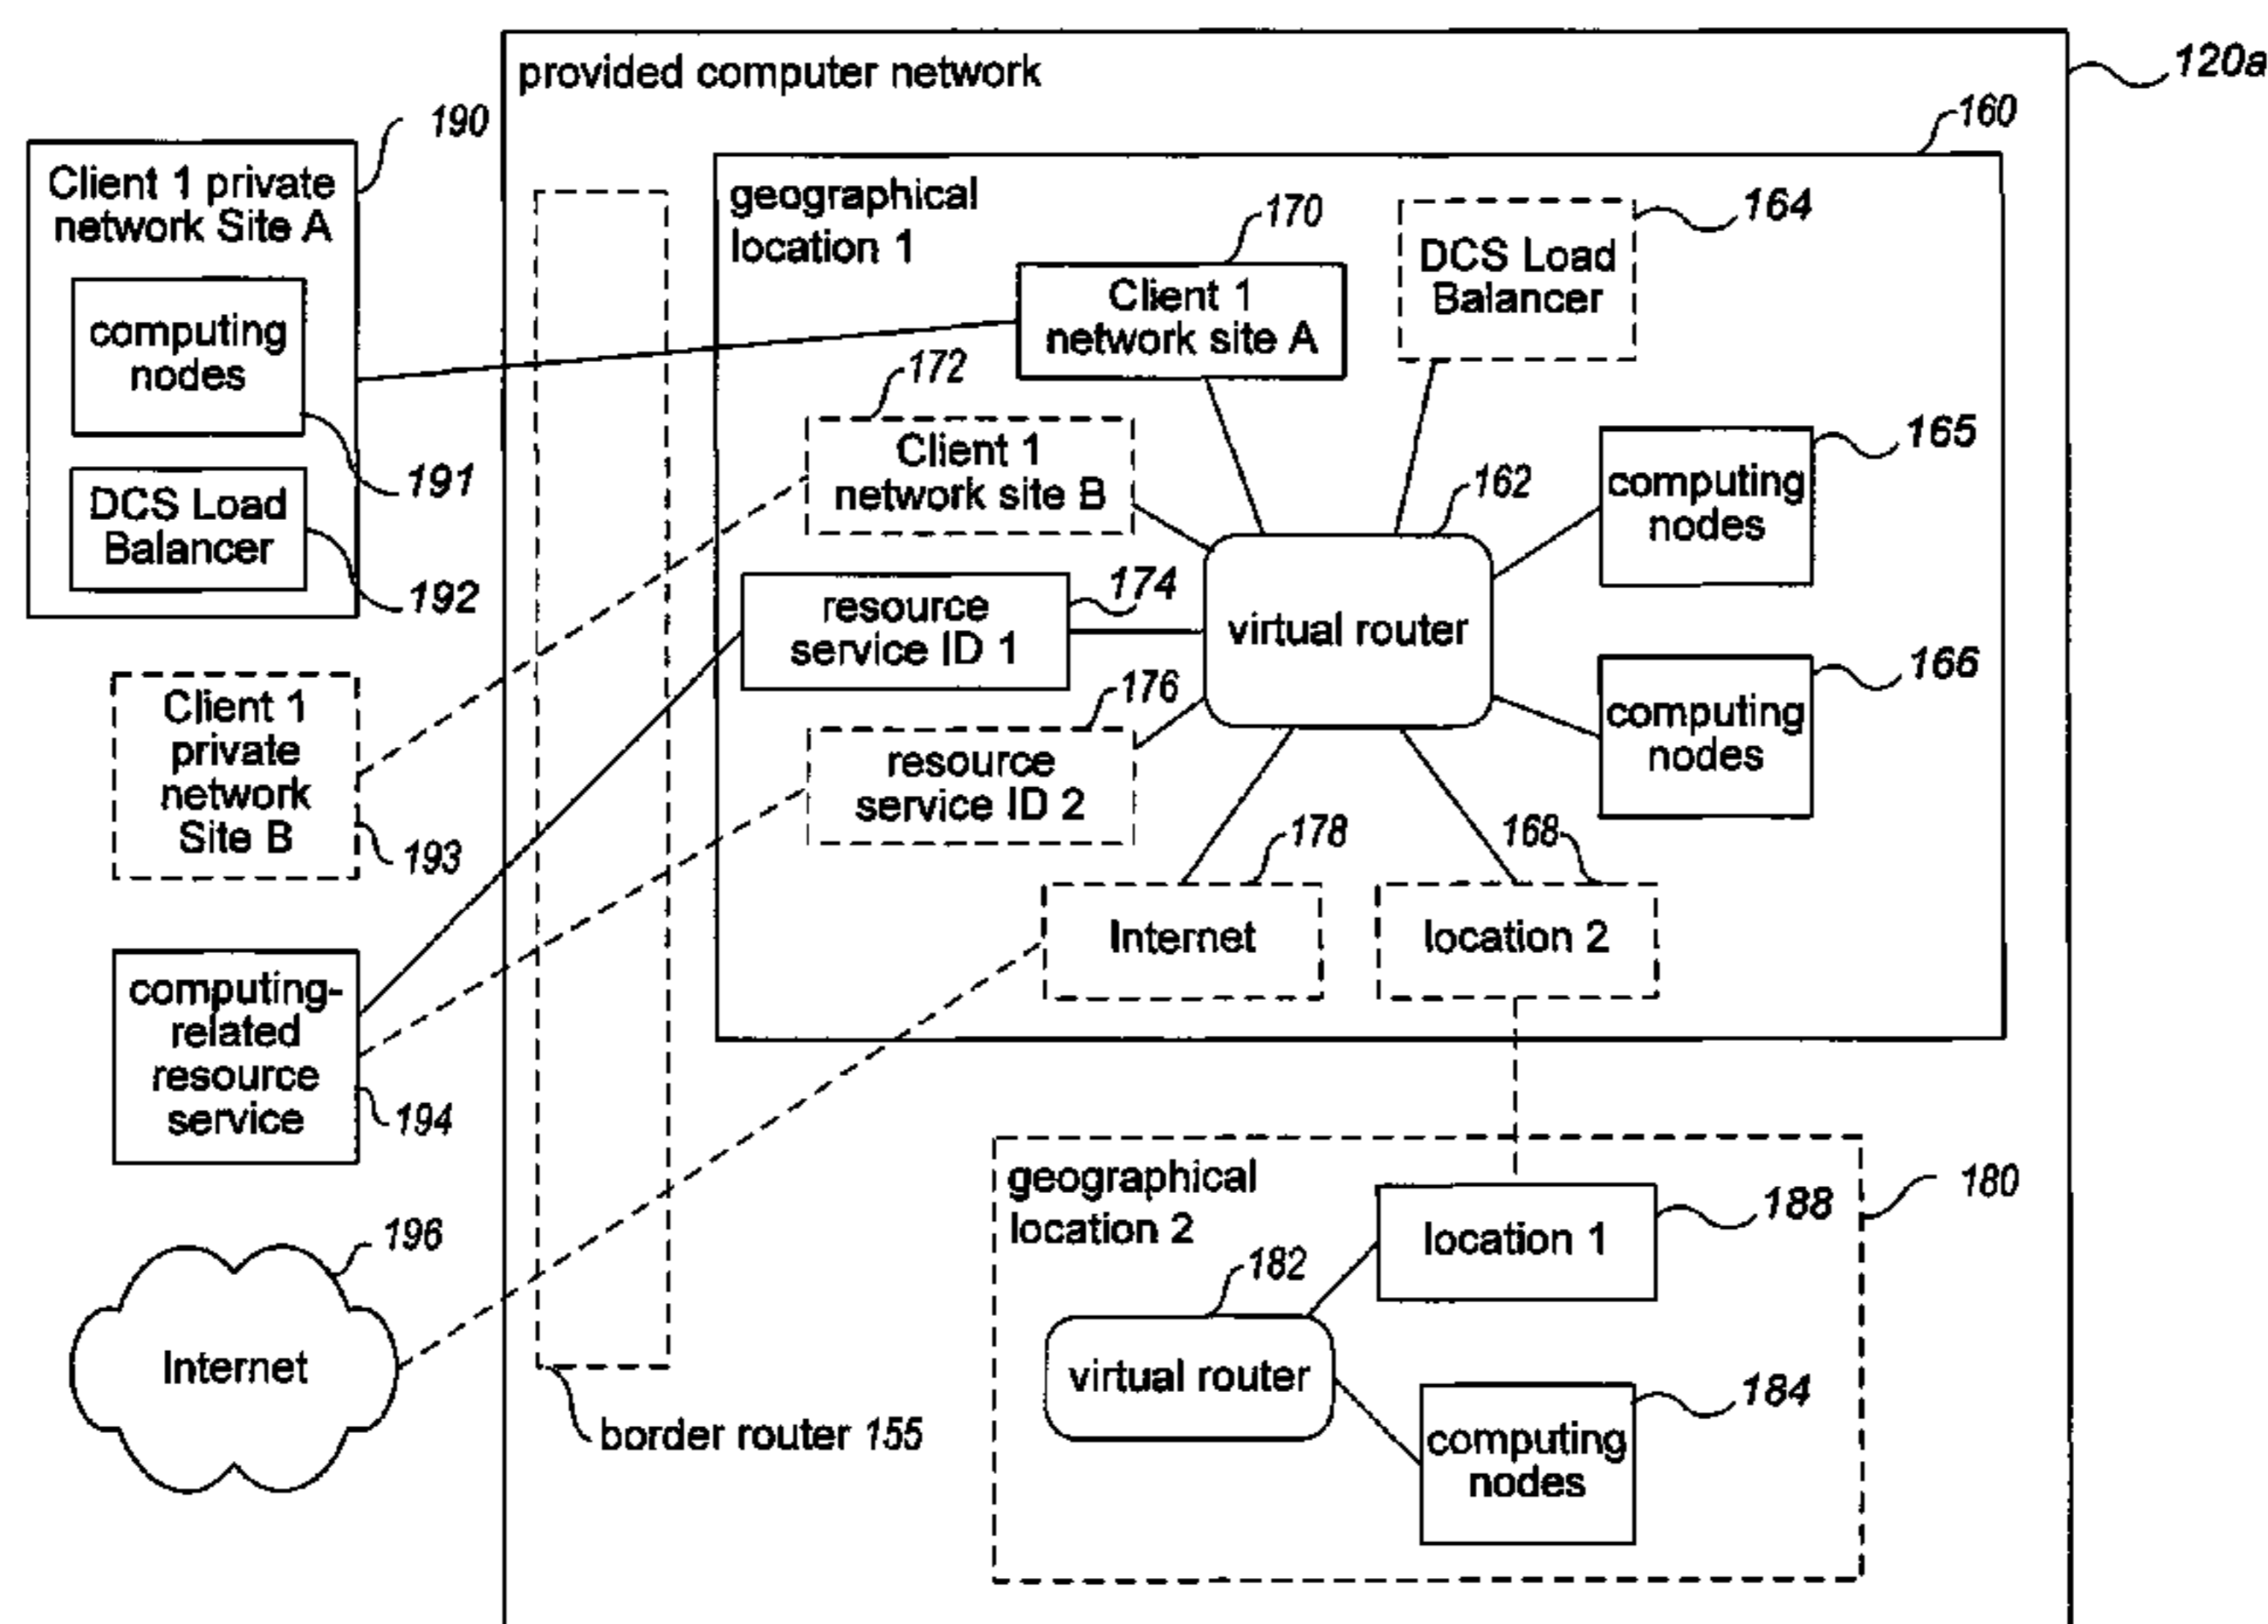 provided computer network
120a
190
160
Client 1 private
network Site A
computing
nodes
191
DCS Load
Balancer
192
geographical
location 1
170
Client 1
network site A
164
DCS Load
Balancer
172
Client 1
network site B
162
virtual router
165
computing
nodes
174
resource
service ID 1
166
computing
nodes
176
resource
service ID 2
Client 1
private
network
Site B
193
178
Internet
168
location 2
computing-
related
resource
service
194
196
Internet
border router 155
geographical
location 2
180
188
location 1
182
virtual router
184
computing
nodes